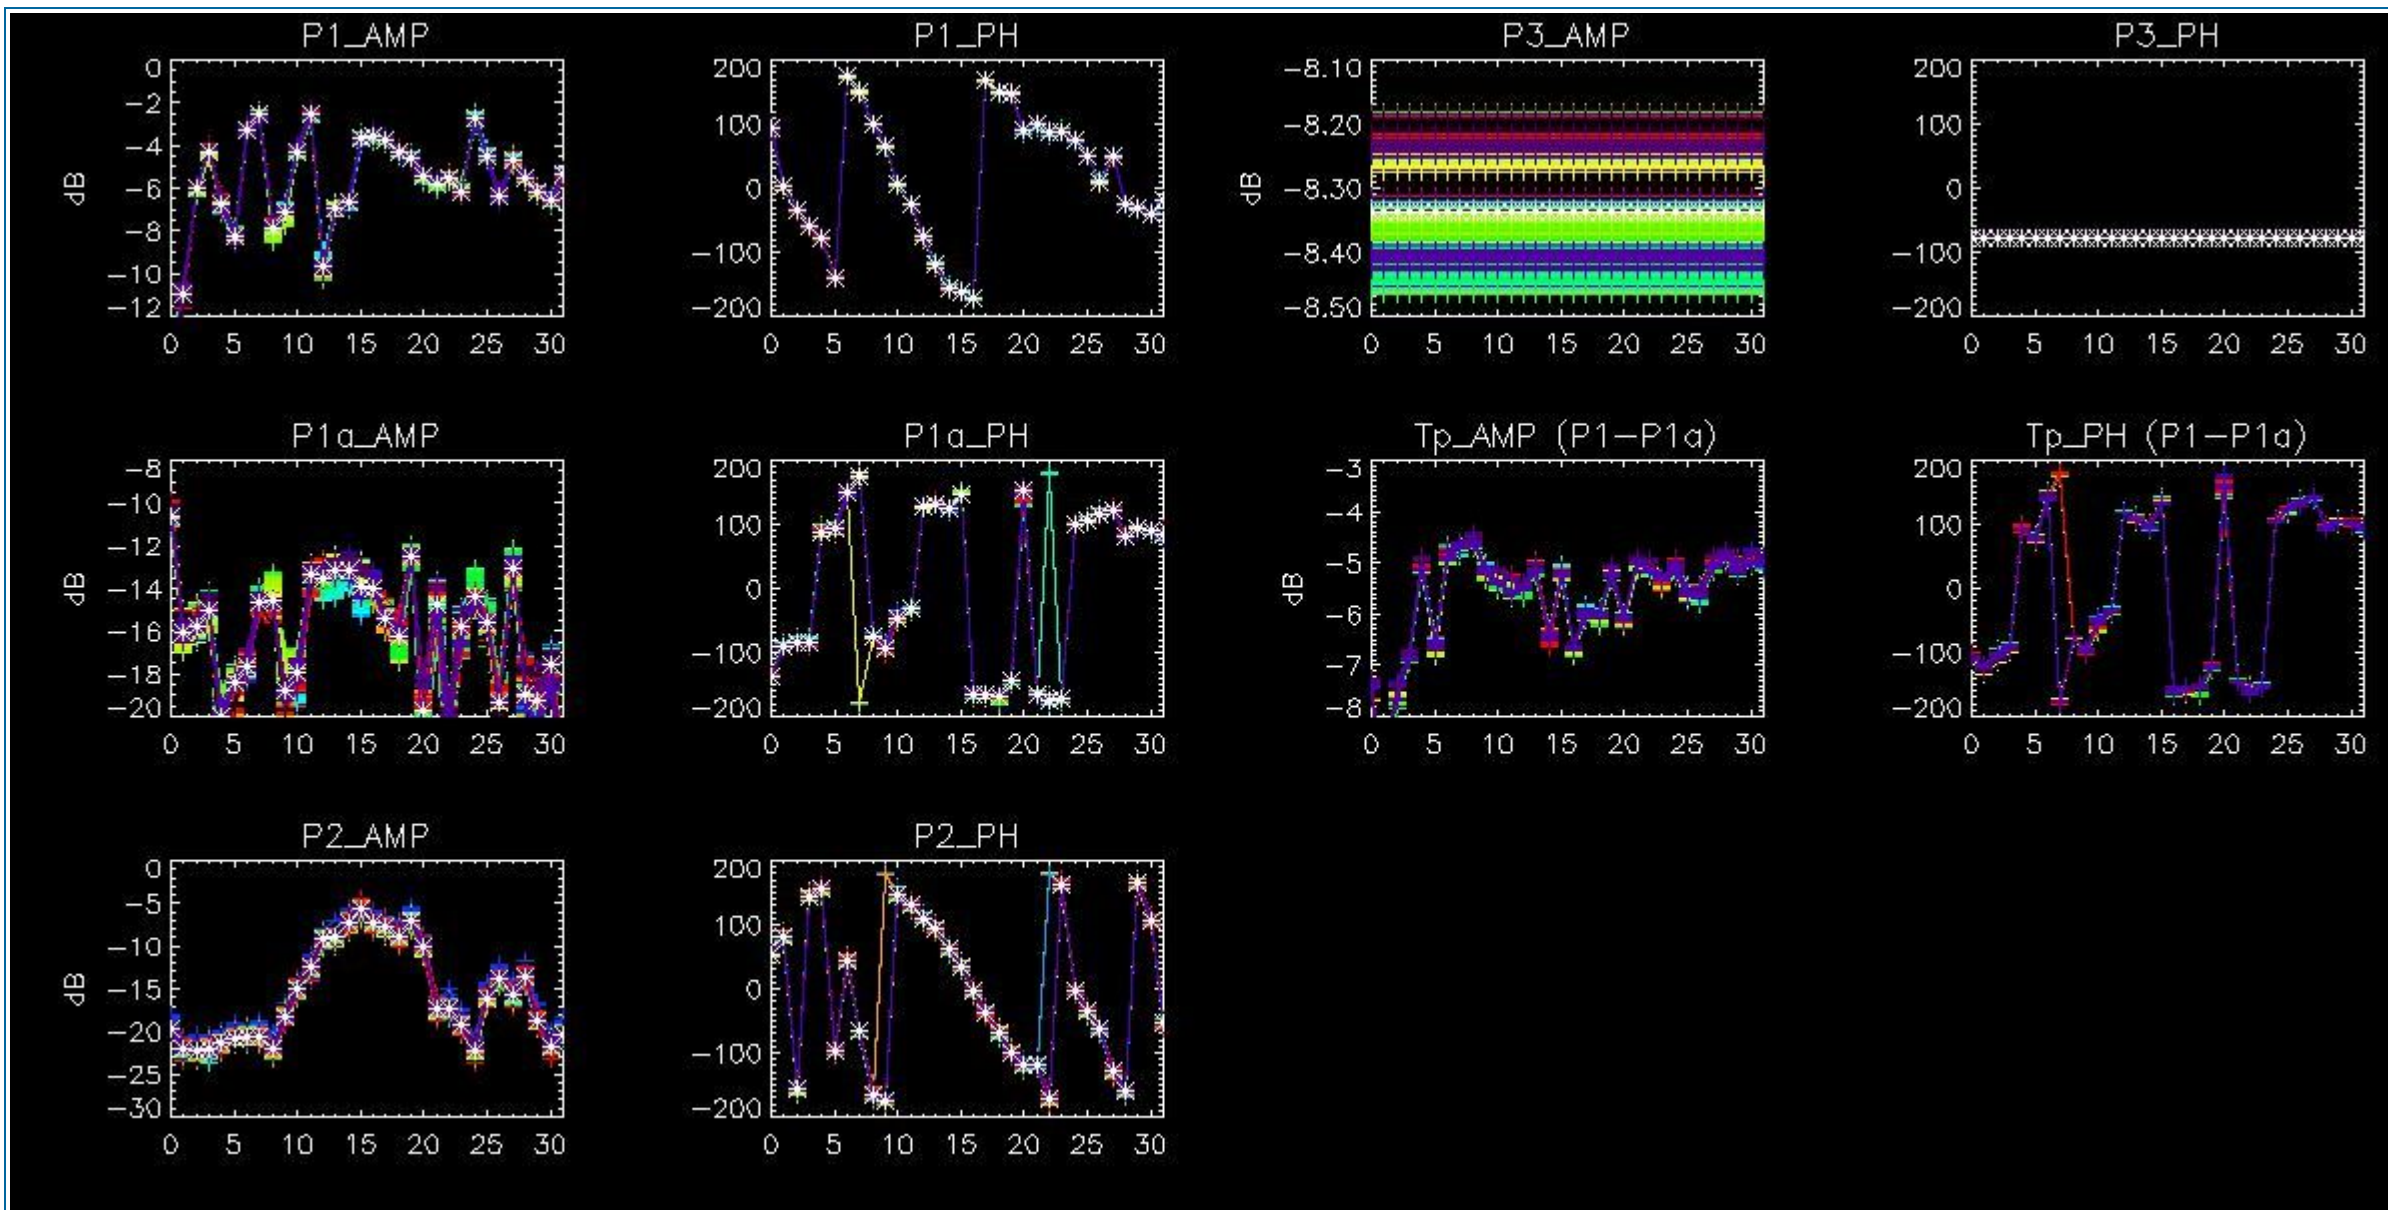 P1_AMP P1_PH P3_AMP P3_PH
0 200 -8.10 200
-2 100 -8.20 100
-4 0 -8.30 0
-6 -100 -8.40 -100
-8 -200 -8.50 -200
-10
-12
dB dB
0 5 10 15 20 25 30 0 5 10 15 20 25 30 0 5 10 15 20 25 30 0 5 10 15 20 25 30
P1a_AMP P1a_PH Tp_AMP (P1-P1a) Tp_PH (P1-P1a)
-8 200 -3 200
-10 100 -4 100
-12 0 -5 0
-14 -100 -6 -100
-16 -200 -7 -200
-18 -8
-20
dB dB
0 5 10 15 20 25 30 0 5 10 15 20 25 30 0 5 10 15 20 25 30 0 5 10 15 20 25 30
P2_AMP P2_PH
0 200
-5 100
-10 0
-15 -100
-20 -200
-25
-30
dB
0 5 10 15 20 25 30 0 5 10 15 20 25 30